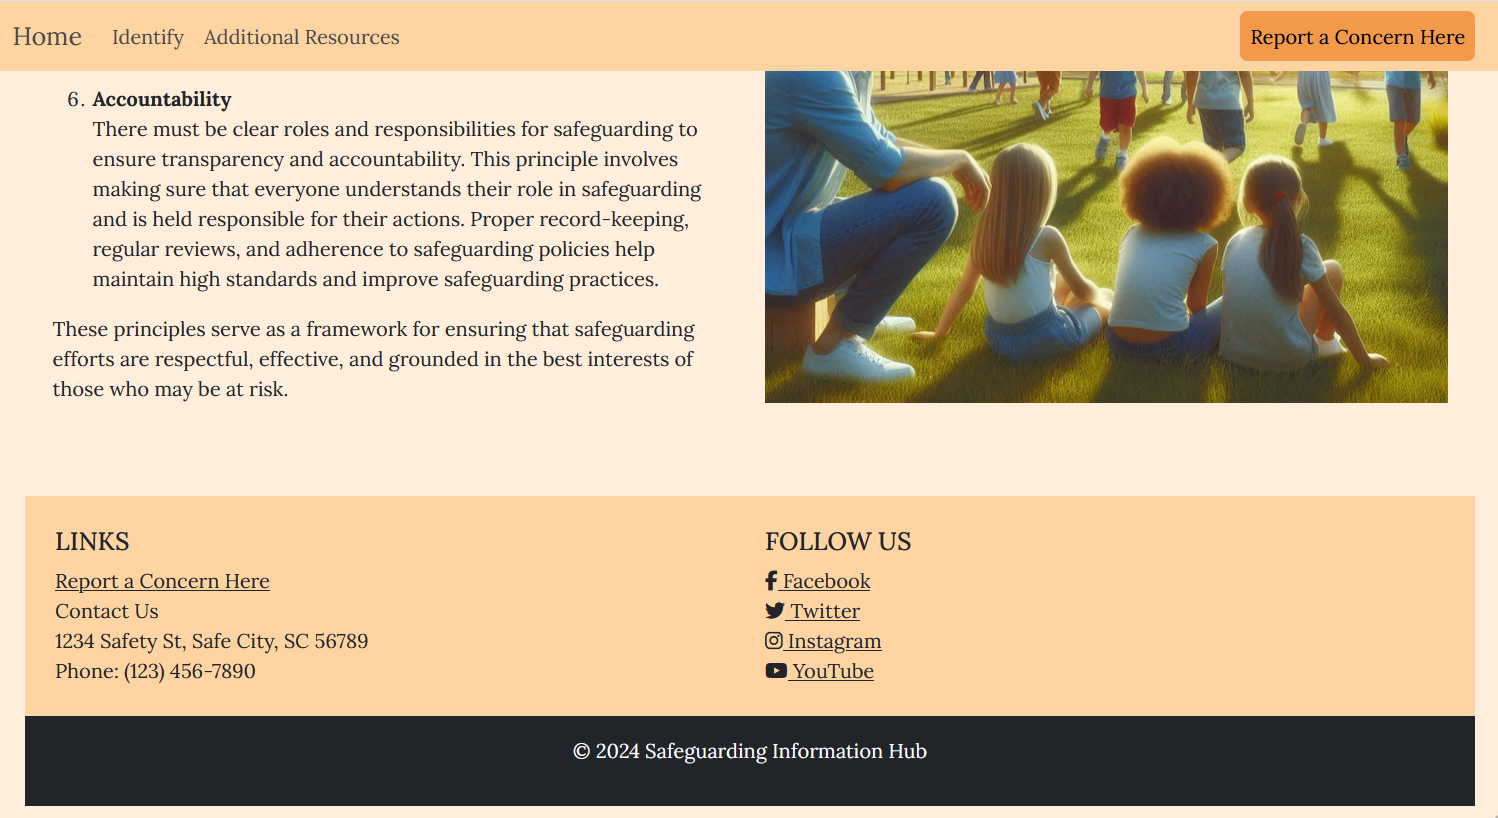 Home Identify Additional Resources Report a Concern Here
6. Accountability
There must be clear roles and responsibilities for safeguarding to
ensure transparency and accountability. This principle involves
making sure that everyone understands their role in safeguarding
and is held responsible for their actions. Proper record-keeping,
regular reviews, and adherence to safeguarding policies help
maintain high standards and improve safeguarding practices.
These principles serve as a framework for ensuring that safeguarding
efforts are respectful, effective, and grounded in the best interests of
those who may be at risk.
LINKS
Report a Concern Here
Contact Us
1234 Safety St, Safe City, SC 56789
Phone: (123) 456-7890
FOLLOW US
Facebook
Twitter
Instagram
YouTube
© 2024 Safeguarding Information Hub